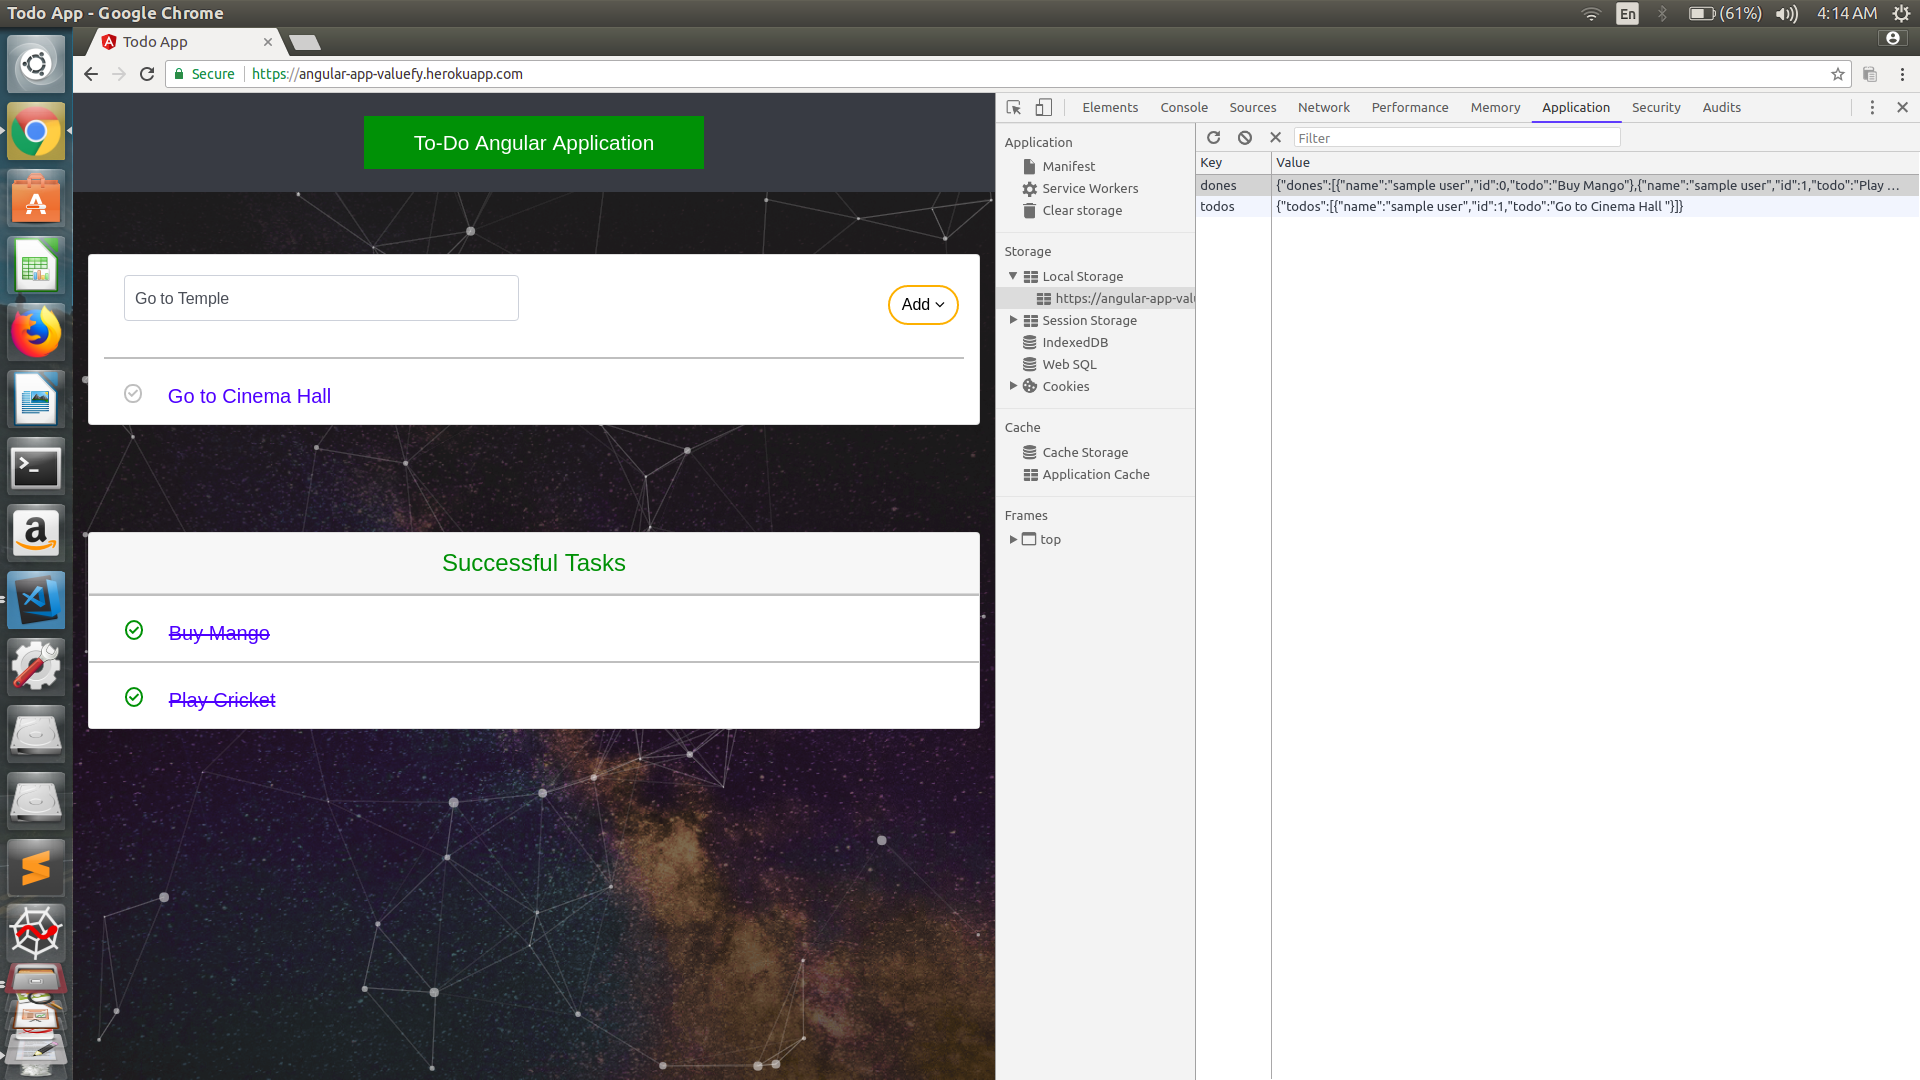 Todo App - Google Chrome
En
(61%)
4:14 AM
Todo App
Secure
https://angular-app-valuefy.herokuapp.com
To-Do Angular Application
Go to Temple
Add
Go to Cinema Hall
Successful Tasks
Buy Mango
Play Cricket
Elements Console Sources Network Performance Memory Application Security Audits
Application
Manifest
Service Workers
Clear storage
Storage
Local Storage
https://angular-app-val
Session Storage
IndexedDB
Web SQL
Cookies
Cache
Cache Storage
Application Cache
Frames
top
Filter
Key Value
dones {"dones":[{"name":"sample user","id":0,"todo":"Buy Mango"},{"name":"sample user","id":1,"todo":"Play ...
todos {"todos":[{"name":"sample user","id":1,"todo":"Go to Cinema Hall "}]}